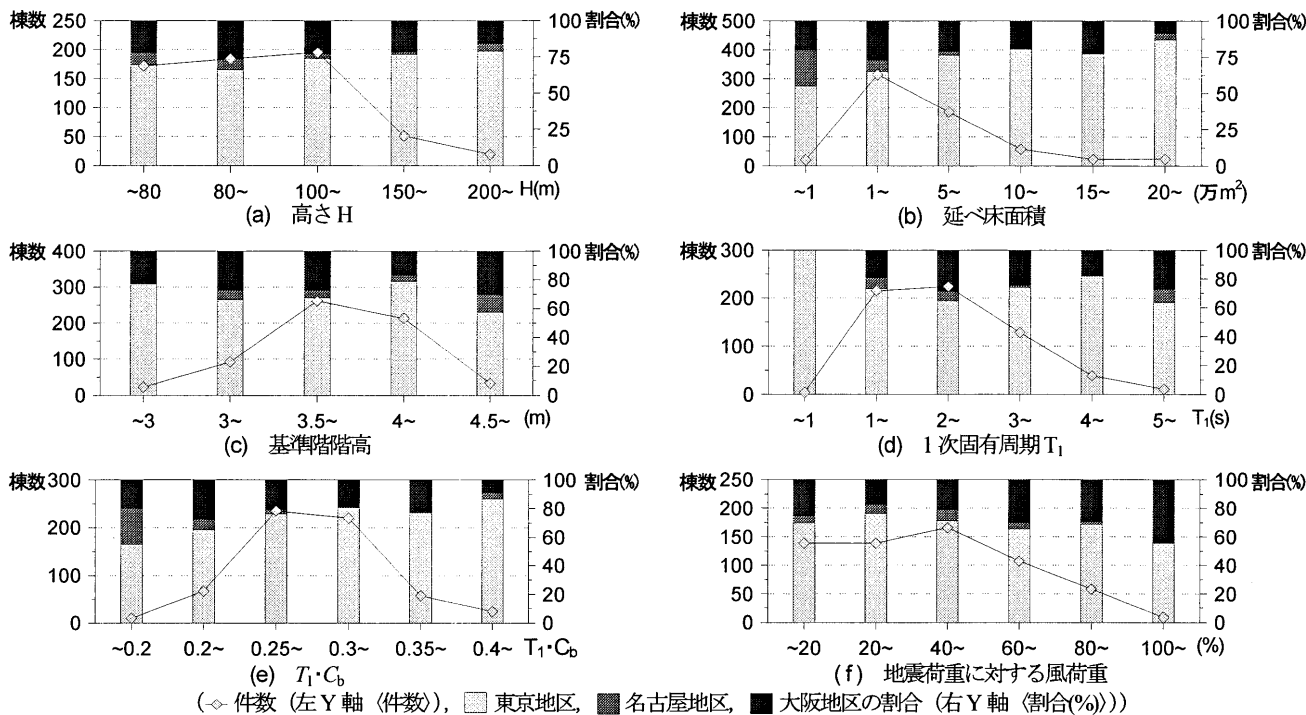 棟数 割合(%)
250 200 150 100 50 0
100 75 50 25 0
~80 80~ 100~ 150~ 200~ H(m)
(a) 高さ H
棟数 割合(%)
500 400 300 200 100 0
100 80 60 40 20 0
~1 1~ 5~ 10~ 15~ 20~ (万m²)
(b) 延べ床面積
棟数 割合(%)
400 300 200 100 0
100 80 60 40 20 0
~3 3~ 3.5~ 4~ 4.5~ (m)
(c) 基準階階高
棟数 割合(%)
300 200 100 0
100 80 60 40 20 0
~1 1~ 2~ 3~ 4~ 5~ T₁(s)
(d) 1次固有周期T₁
棟数 割合(%)
300 200 100 0
100 80 60 40 20 0
~0.2 0.2~ 0.25~ 0.3~ 0.35~ 0.4~ T₁・C_b
(e) T₁・C_b
棟数 割合(%)
250 200 150 100 50 0
100 80 60 40 20 0
~20 20~ 40~ 60~ 80~ 100~ (%)
(f) 地震荷重に対する風荷重
(件数 (左Y軸〈件数〉), 東京地区, 名古屋地区, 大阪地区の割合 (右Y軸〈割合(%)〉))